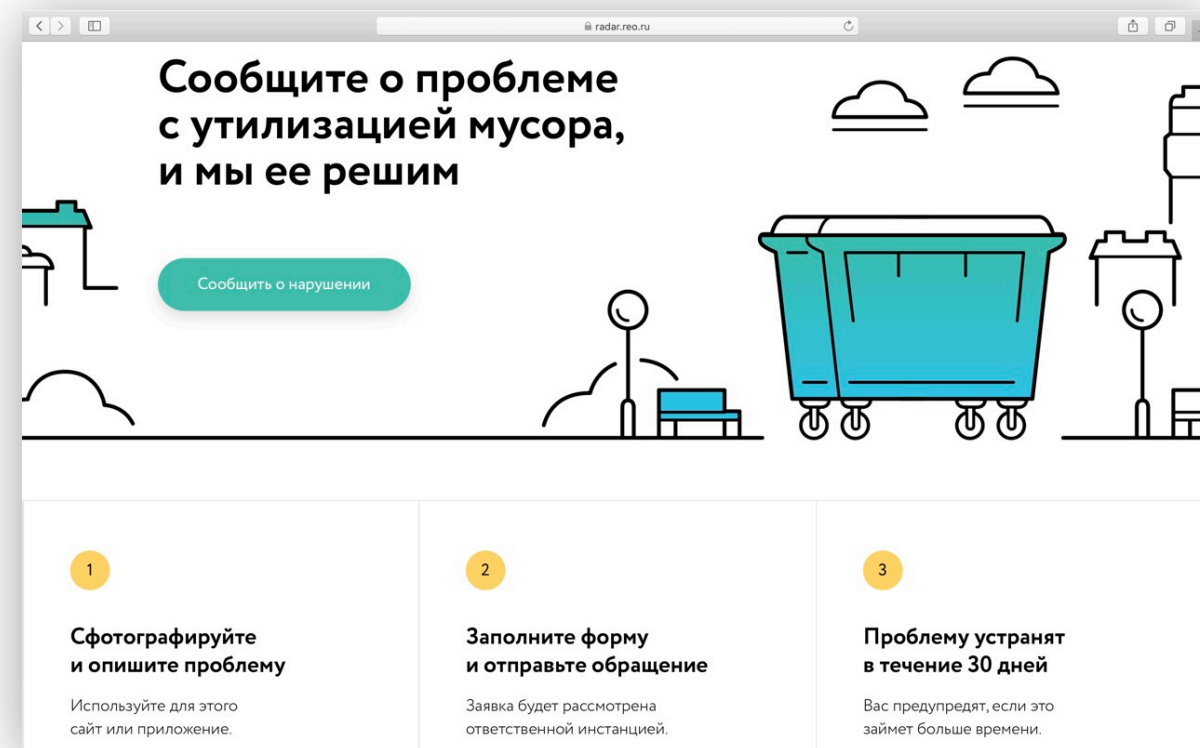 radar.reo.ru
Сообщите о проблеме
с утилизацией мусора,
и мы ее решим
Сообщить о нарушении
1
Сфотографируйте
и опишите проблему
Используйте для этого
сайт или приложение.
2
Заполните форму
и отправьте обращение
Заявка будет рассмотрена
ответственной инстанцией.
3
Проблему устранят
в течение 30 дней
Вас предупредят, если это
займет больше времени.